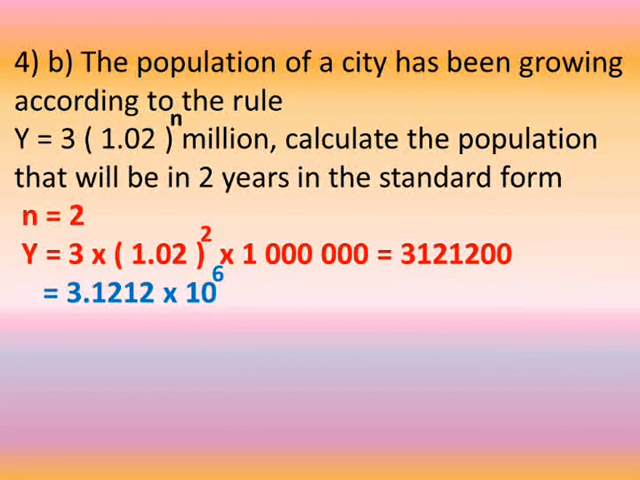 4) b) The population of a city has been growing
according to the rule
Y = 3 ( 1.02 )ⁿ million, calculate the population
that will be in 2 years in the standard form
n = 2
Y = 3 x ( 1.02 )² x 1 000 000 = 3121200
= 3.1212 x 10⁶